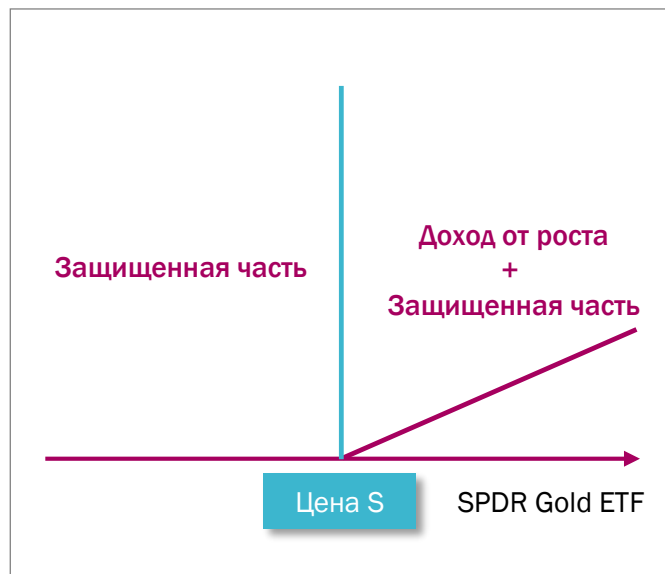 Защищенная часть
Доход от роста
+
Защищенная часть
Цена S
SPDR Gold ETF